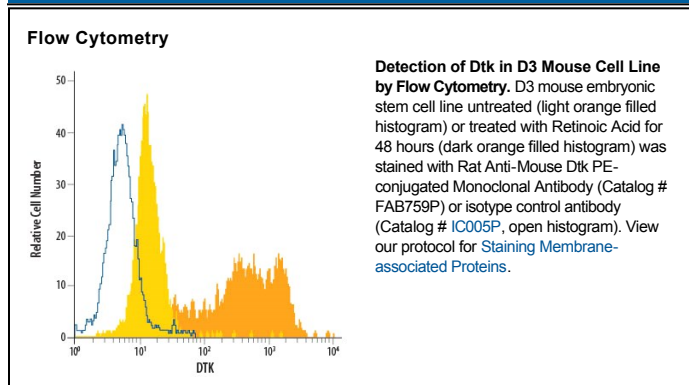 Flow Cytometry
50
40
30
20
10
0
Relative Cell Number
10⁰ 10¹ 10² 10³ 10⁴
DTK
Detection of Dtk in D3 Mouse Cell Line
by Flow Cytometry. D3 mouse embryonic
stem cell line untreated (light orange filled
histogram) or treated with Retinoic Acid for
48 hours (dark orange filled histogram) was
stained with Rat Anti-Mouse Dtk PE-
conjugated Monoclonal Antibody (Catalog #
FAB759P) or isotype control antibody
(Catalog # IC005P, open histogram). View
our protocol for Staining Membrane-
associated Proteins.